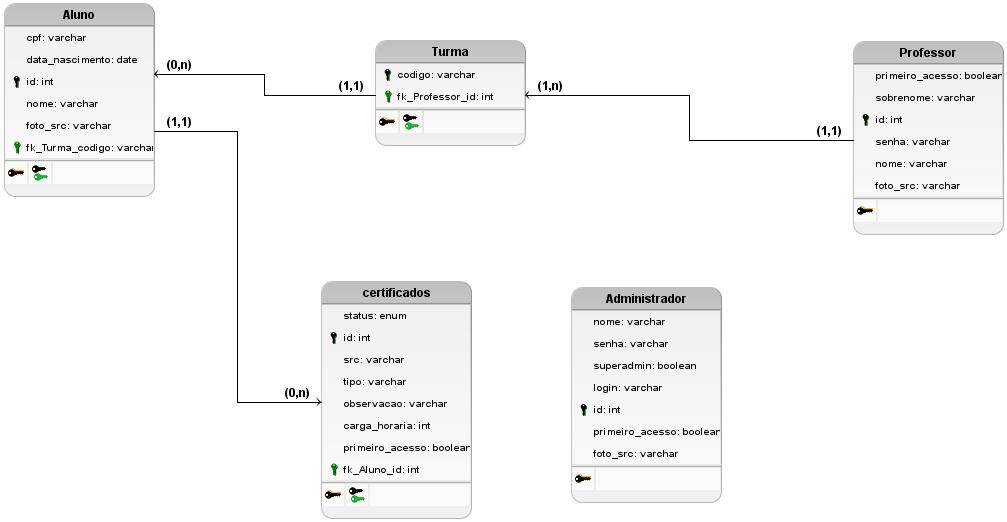 Aluno
cpf: varchar
data_nascimento: date
id: int
nome: varchar
foto_src: varchar
fk_Turma_codigo: varchar
(0,n)
(1,1)
(1,1)
Turma
codigo: varchar
fk_Professor_id: int
(1,n)
(1,1)
Professor
primeiro_acesso: boolean
sobrenome: varchar
id: int
senha: varchar
nome: varchar
foto_src: varchar
(0,n)
certificados
status: enum
id: int
src: varchar
tipo: varchar
observacao: varchar
carga_horaria: int
primeiro_acesso: boolean
fk_Aluno_id: int
Administrador
nome: varchar
senha: varchar
superadmin: boolean
login: varchar
id: int
primeiro_acesso: boolean
foto_src: varchar